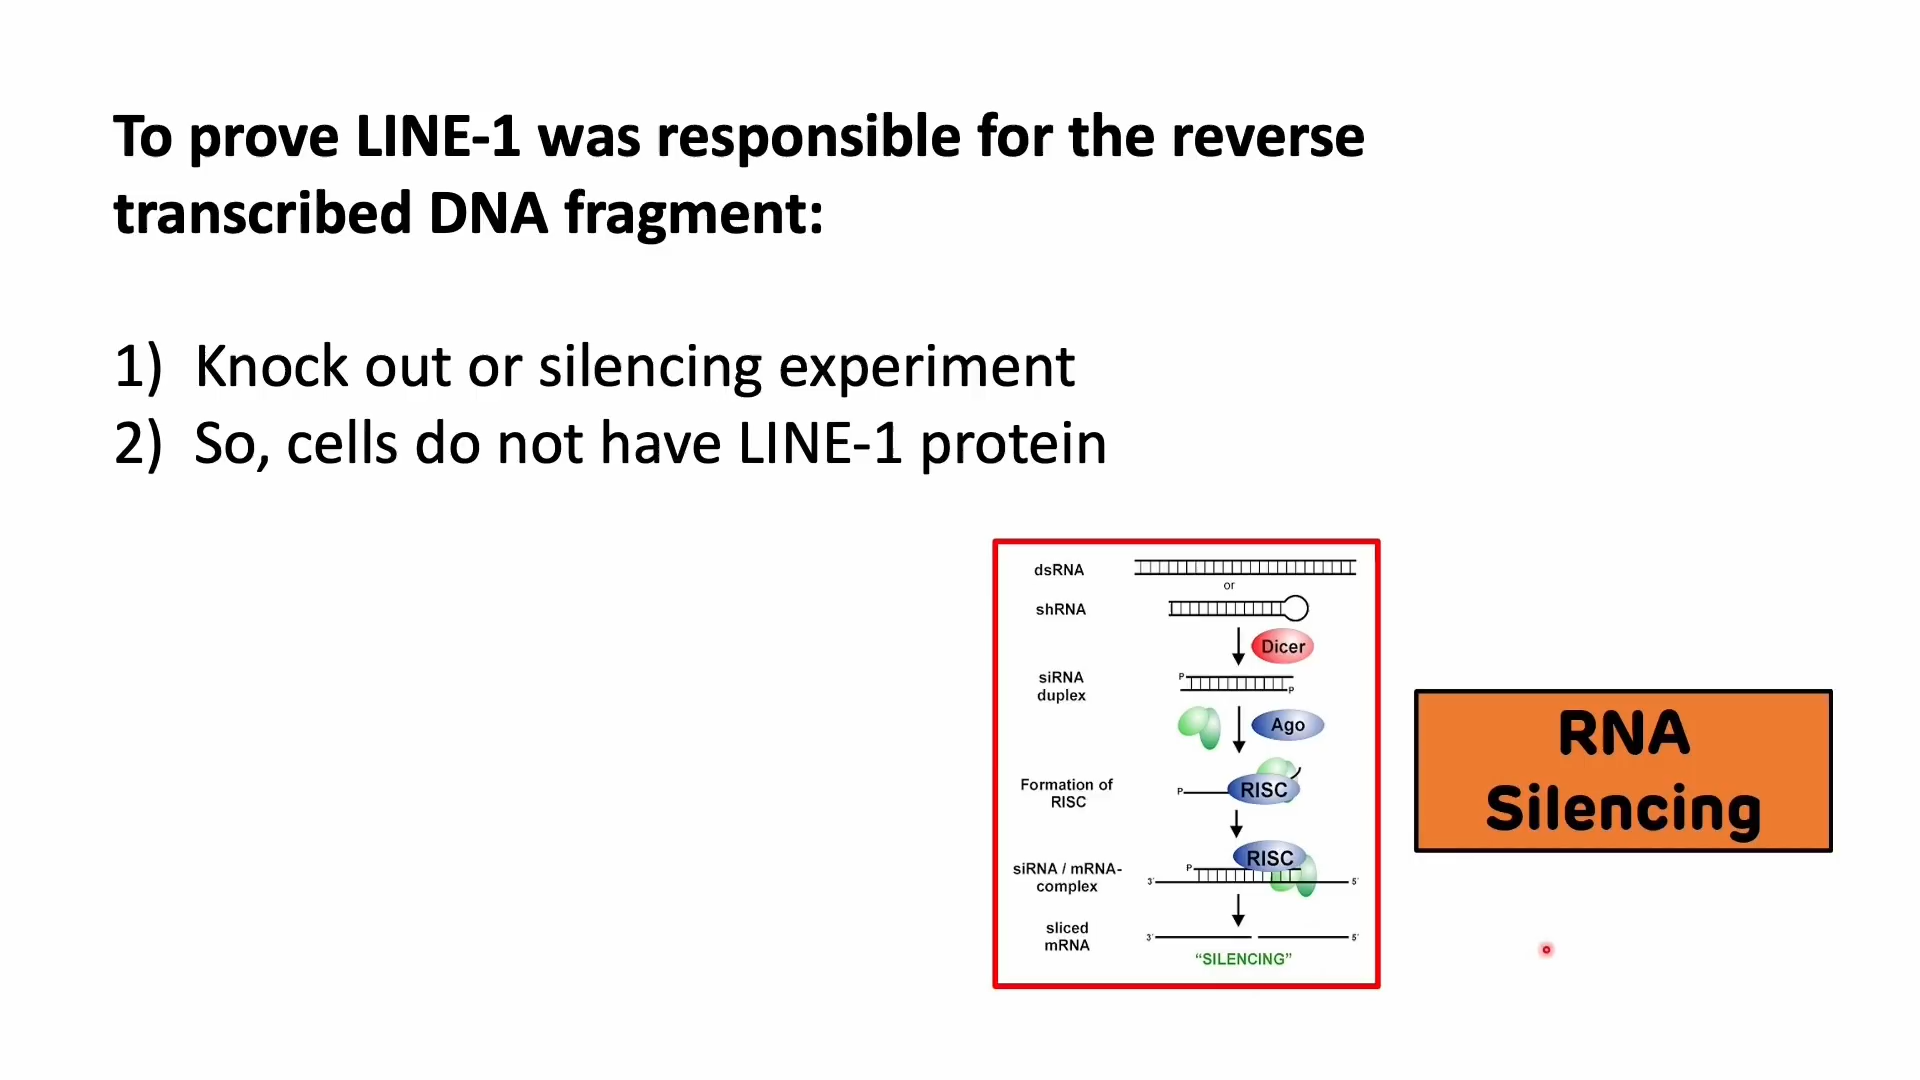 To prove LINE-1 was responsible for the reverse
transcribed DNA fragment:
1) Knock out or silencing experiment
2) So, cells do not have LINE-1 protein
dsRNA
or
shRNA
Dicer
siRNA
duplex
P
P
Ago
Formation of
RISC
P
RISC
siRNA / mRNA-
complex
P
RISC
3´
5´
sliced
mRNA
3´
5´
“SILENCING”
RNA
Silencing